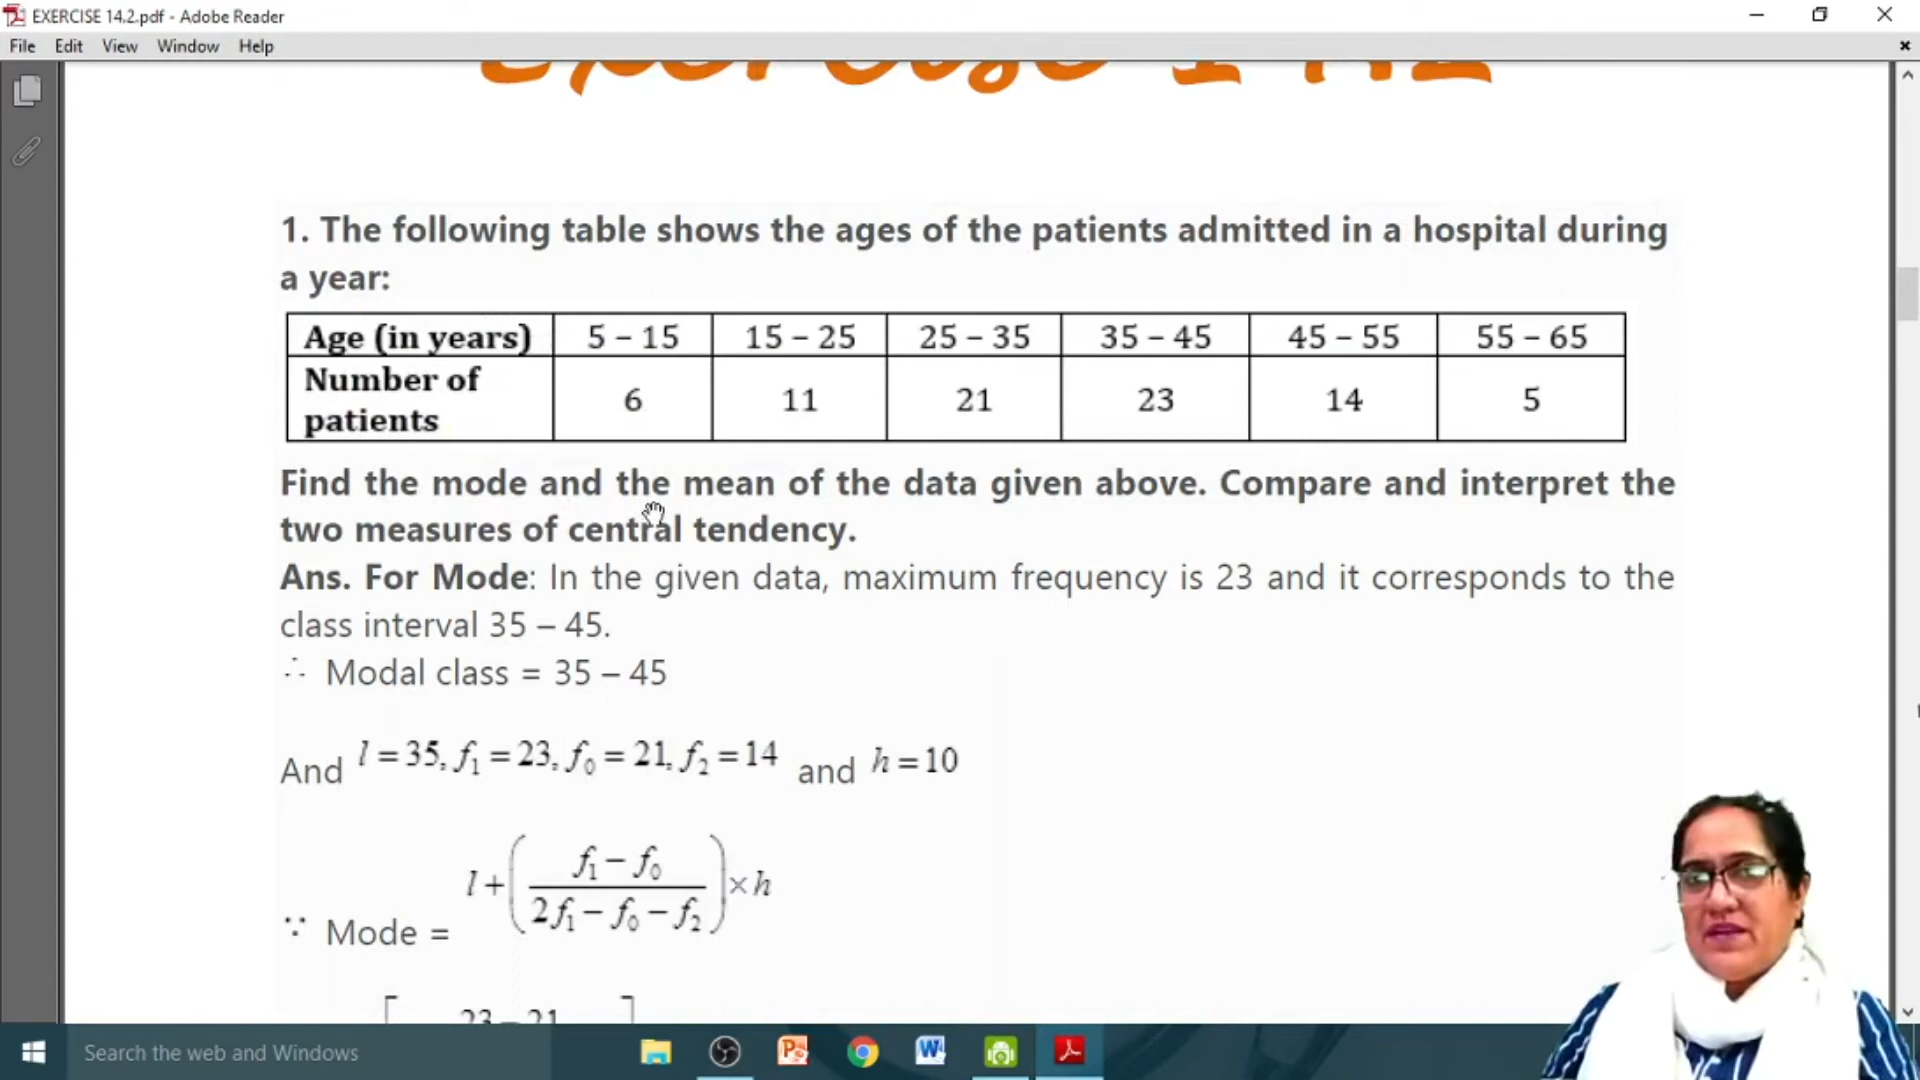 EXERCISE 14.2.pdf - Adobe Reader
File Edit View Window Help
Exercise 14.2
1. The following table shows the ages of the patients admitted in a hospital during
a year:
Age (in years) 5 – 15 15 – 25 25 – 35 35 – 45 45 – 55 55 – 65
Number of
patients 6 11 21 23 14 5
Find the mode and the mean of the data given above. Compare and interpret the
two measures of central tendency.
Ans. For Mode: In the given data, maximum frequency is 23 and it corresponds to the
class interval 35 – 45.
∴ Modal class = 35 – 45
And l = 35, f₁ = 23, f₀ = 21, f₂ = 14 and h = 10
∵ Mode = l + ( (f₁ − f₀) / (2f₁ − f₀ − f₂) ) × h
[ 23 – 21 ]
Search the web and Windows